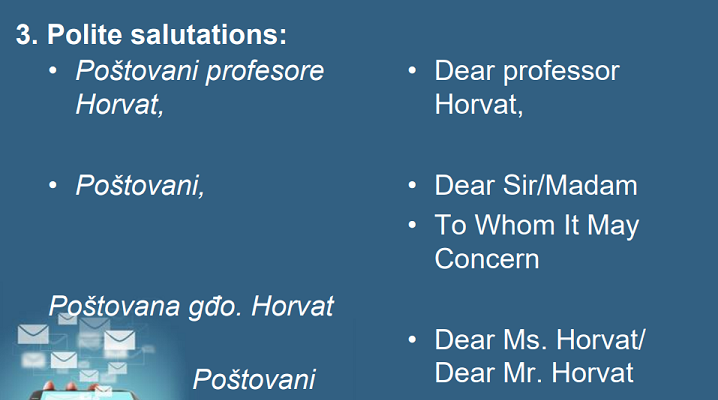 3. Polite salutations:
• Poštovani profesore
Horvat,
• Poštovani,
Poštovana gđo. Horvat
Poštovani
• Dear professor
Horvat,
• Dear Sir/Madam
• To Whom It May
Concern
• Dear Ms. Horvat/
Dear Mr. Horvat